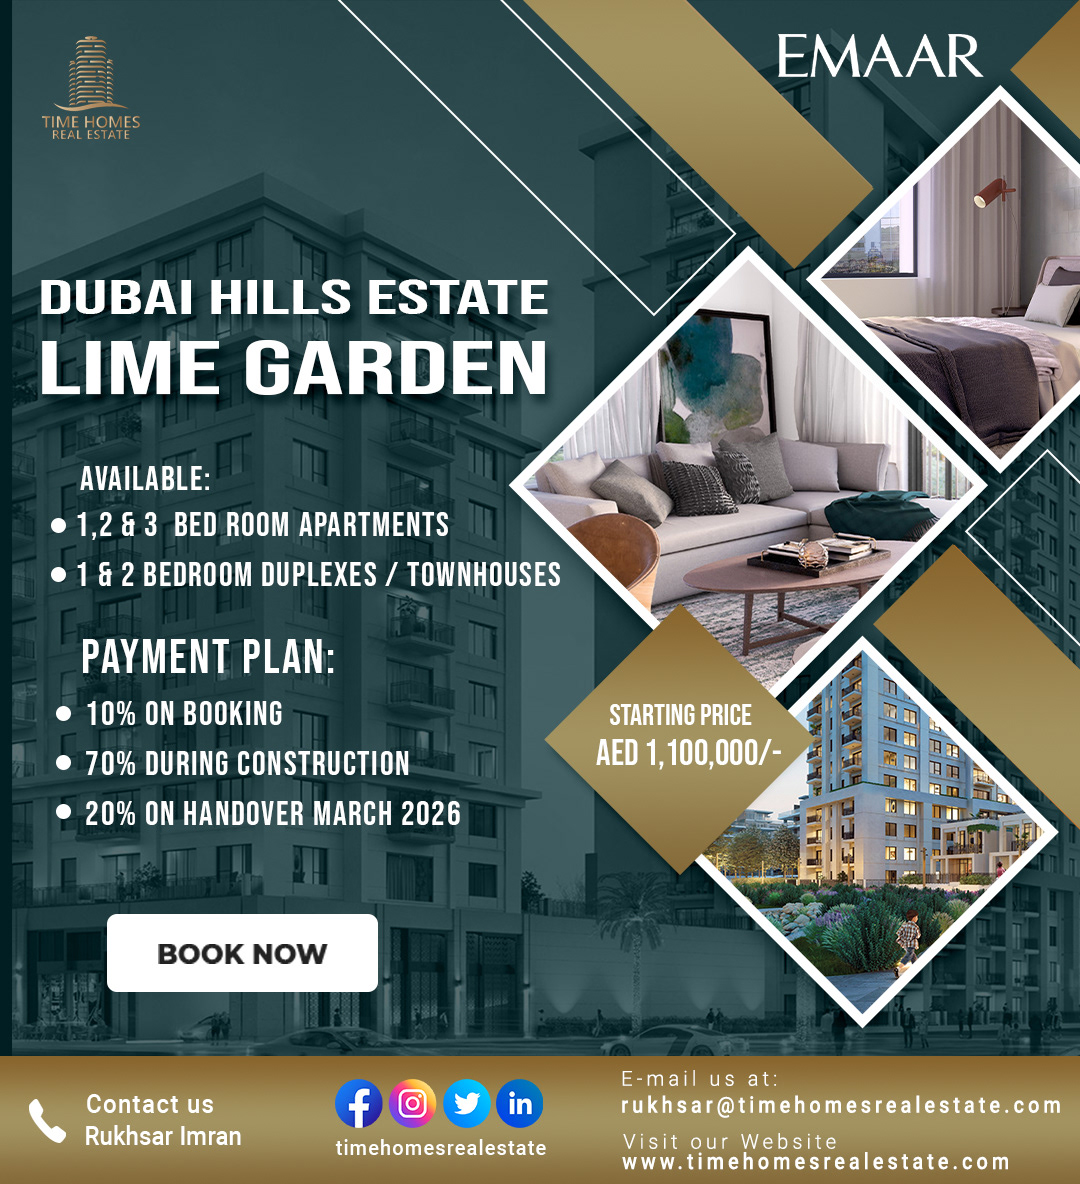 TIME HOMES
REAL ESTATE
EMAAR
DUBAI HILLS ESTATE
LIME GARDEN
AVAILABLE:
1,2 & 3 BED ROOM APARTMENTS
1 & 2 BEDROOM DUPLEXES / TOWNHOUSES
PAYMENT PLAN:
10% ON BOOKING
70% DURING CONSTRUCTION
20% ON HANDOVER MARCH 2026
STARTING PRICE
AED 1,100,000/-
BOOK NOW
Contact us
Rukhsar Imran
timehomesrealestate
E-mail us at:
rukhsar@timehomesrealestate.com
Visit our Website
www.timehomesrealestate.com